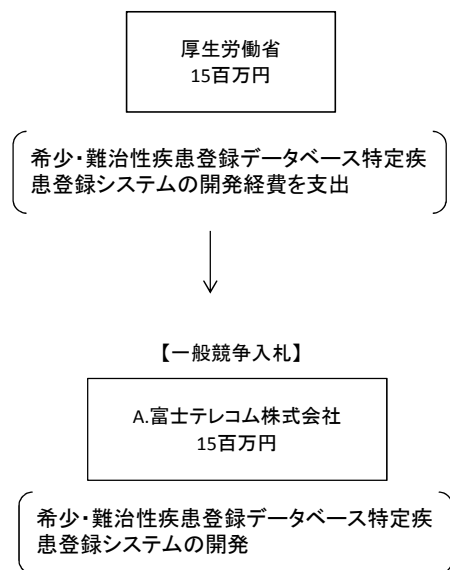 厚生労働省
15百万円
希少・難治性疾患登録データベース特定疾
患登録システムの開発経費を支出
【一般競争入札】
A.富士テレコム株式会社
15百万円
希少・難治性疾患登録データベース特定疾
患登録システムの開発